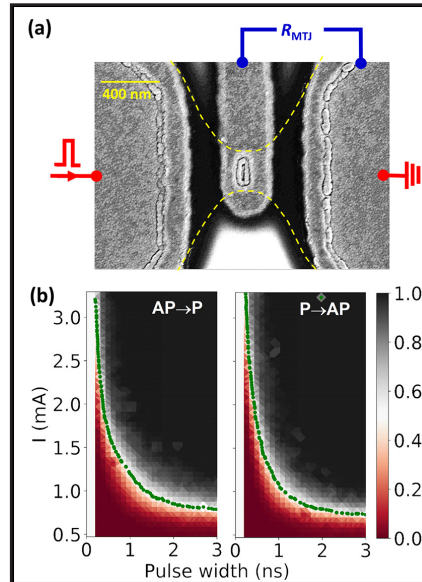 (a)
R_MTJ
400 nm
(b)
AP→P
P→AP
3.0
2.5
2.0
1.5
1.0
0.5
I (mA)
0 1 2 3
0 1 2 3
Pulse width (ns)
1.0
0.8
0.6
0.4
0.2
0.0